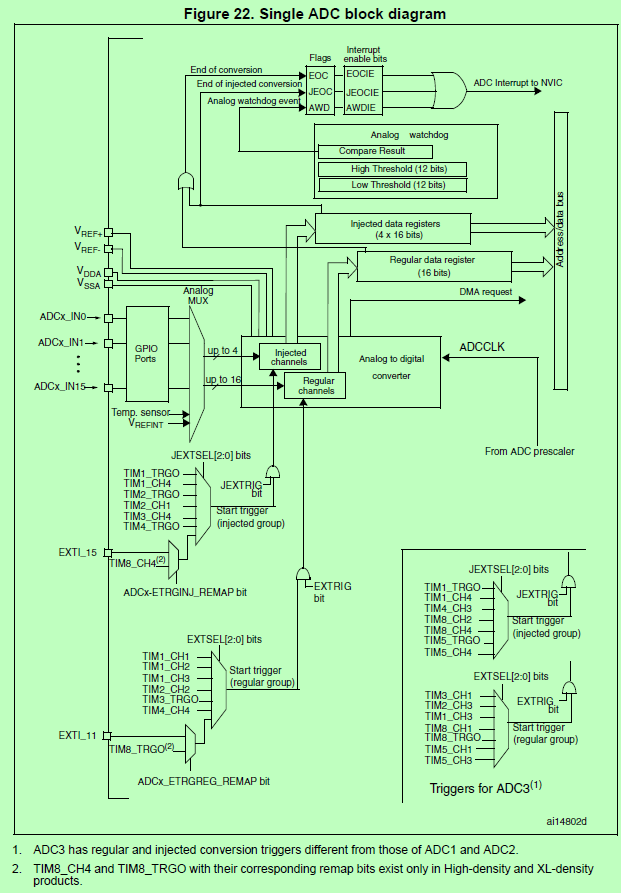 Figure 22. Single ADC block diagram
Flags
Interrupt
enable bits
End of conversion
EOC
EOCIE
End of injected conversion
JEOC
JEOCIE
ADC Interrupt to NVIC
Analog watchdog event
AWD
AWDIE
Analog watchdog
Compare Result
High Threshold (12 bits)
Low Threshold (12 bits)
Address/data bus
Injected data registers
(4 x 16 bits)
Regular data register
(16 bits)
VREF+
VREF-
VDDA
VSSA
DMA request
Analog
MUX
ADCx_IN0
ADCx_IN1
ADCx_IN15
GPIO
Ports
up to 4
up to 16
Injected
channels
Regular
channels
Analog to digital
converter
ADCCLK
Temp. sensor
VREFINT
From ADC prescaler
JEXTSEL[2:0] bits
TIM1_TRGO
TIM1_CH4
TIM2_TRGO
TIM2_CH1
TIM3_CH4
TIM4_TRGO
JEXTRIG
bit
Start trigger
(injected group)
EXTI_15
TIM8_CH4(2)
ADCx-ETRGINJ_REMAP bit
EXTRIG
bit
EXTSEL[2:0] bits
TIM1_CH1
TIM1_CH2
TIM1_CH3
TIM2_CH2
TIM3_TRGO
TIM4_CH4
Start trigger
(regular group)
EXTI_11
TIM8_TRGO(2)
ADCx_ETRGREG_REMAP bit
JEXTSEL[2:0] bits
TIM1_TRGO
TIM1_CH4
TIM4_CH3
TIM8_CH2
TIM8_CH4
TIM5_TRGO
TIM5_CH4
JEXTRIG
bit
Start trigger
(injected group)
EXTSEL[2:0] bits
TIM3_CH1
TIM2_CH3
TIM1_CH3
TIM8_CH1
TIM8_TRGO
TIM5_CH1
TIM5_CH3
EXTRIG
bit
Start trigger
(regular group)
Triggers for ADC3(1)
ai14802d
1. ADC3 has regular and injected conversion triggers different from those of ADC1 and ADC2.
2. TIM8_CH4 and TIM8_TRGO with their corresponding remap bits exist only in High-density and XL-density
products.